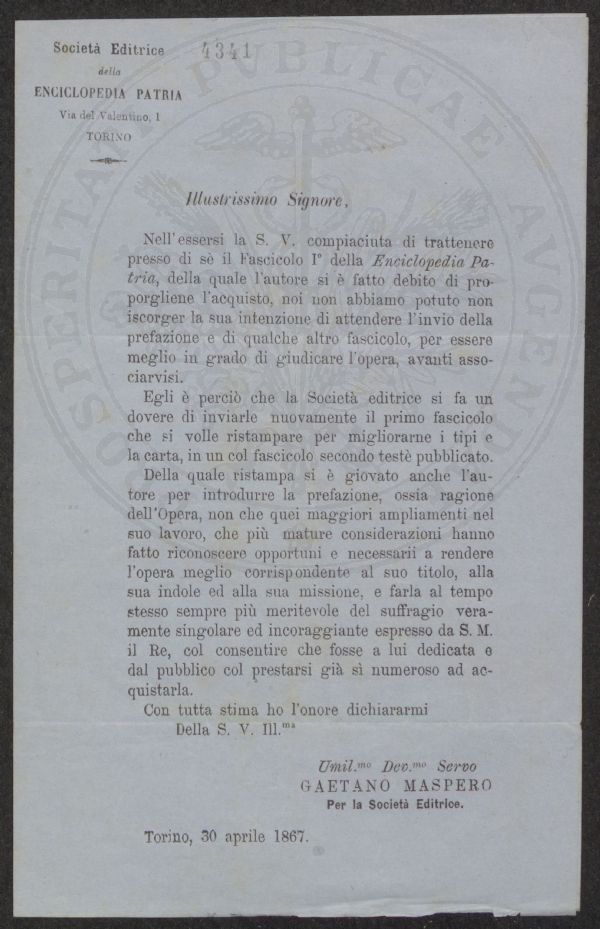 Società Editrice
della
ENCICLOPEDIA PATRIA
Via del Valentino, 1
TORINO
4341
PUBLICAE
PROSPERITATI
AVGENDAE
Illustrissimo Signore,
Nell'essersi la S. V. compiaciuta di trattenere
presso di sè il Fascicolo I° della Enciclopedia Pa-
tria, della quale l'autore si è fatto debito di pro-
porgliene l'acquisto, noi non abbiamo potuto non
iscorger la sua intenzione di attendere l'invio della
prefazione e di qualche altro fascicolo, per essere
meglio in grado di giudicare l'opera, avanti asso-
ciarvisi.
Egli è perciò che la Società editrice si fa un
dovere di inviarle nuovamente il primo fascicolo
che si volle ristampare per migliorarne i tipi e
la carta, in un col fascicolo secondo testè pubblicato.
Della quale ristampa si è giovato anche l'au-
tore per introdurre la prefazione, ossia ragione
dell'Opera, non che quei maggiori ampliamenti nel
suo lavoro, che più mature considerazioni hanno
fatto riconoscere opportuni e necessarii a rendere
l'opera meglio corrispondente al suo titolo, alla
sua indole ed alla sua missione, e farla al tempo
stesso sempre più meritevole del suffragio vera-
mente singolare ed incoraggiante espresso da S. M.
il Re, col consentire che fosse a lui dedicata e
dal pubblico col prestarsi già sì numeroso ad ac-
quistarla.
Con tutta stima ho l'onore dichiararmi
Della S. V. Ill.ma
Umil.mo Dev.mo Servo
GAETANO MASPERO
Per la Società Editrice.
Torino, 30 aprile 1867.